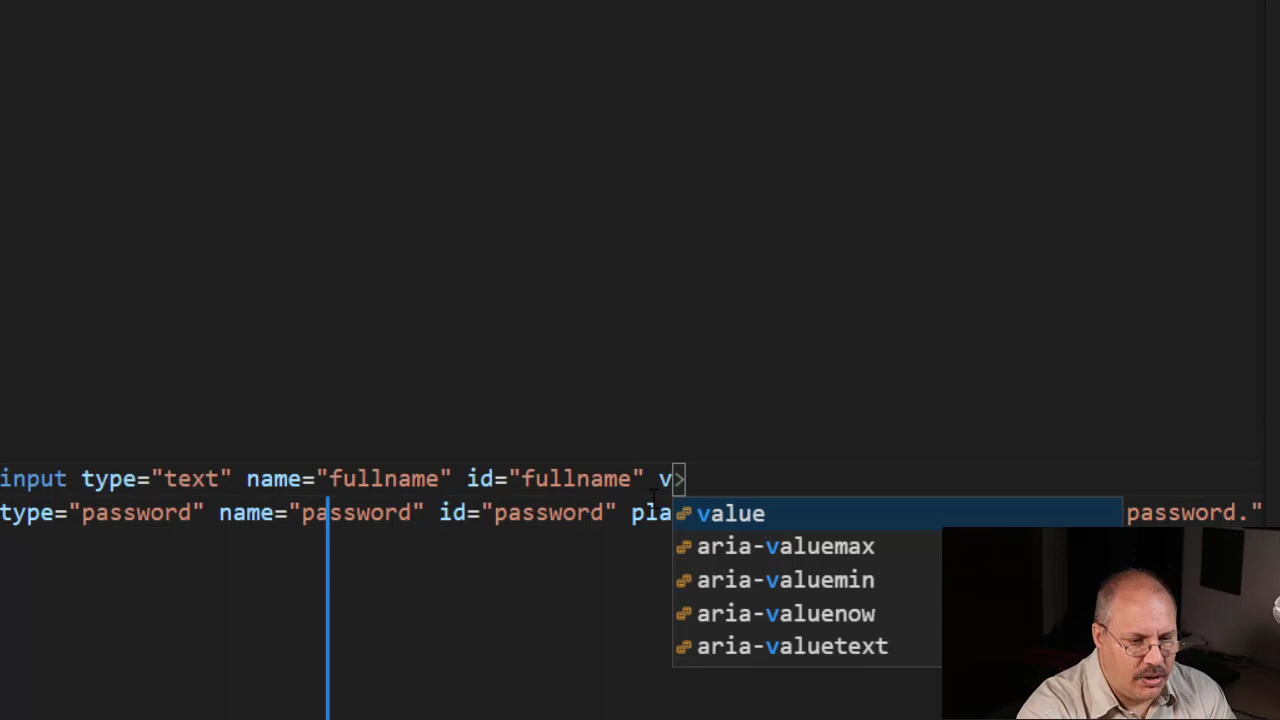 input type="text" name="fullname" id="fullname" v>
type="password" name="password" id="password" pla password."
value
aria-valuemax
aria-valuemin
aria-valuenow
aria-valuetext